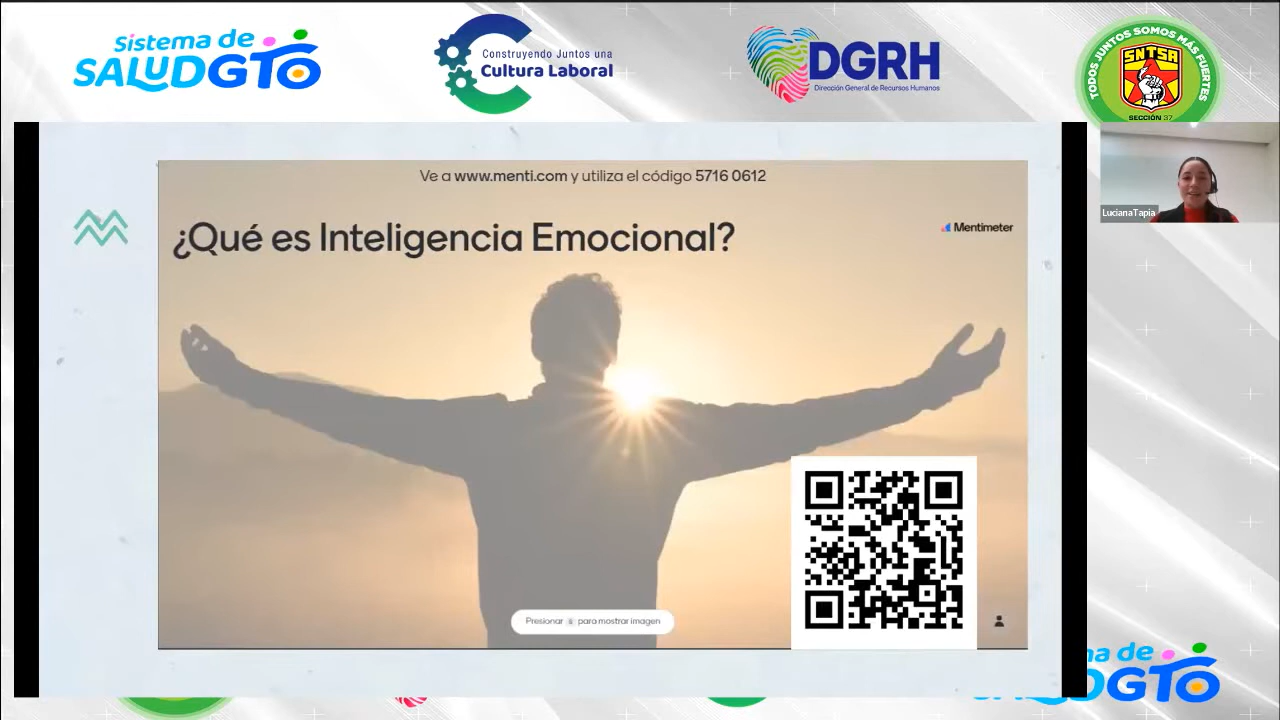 Sistema de
SALUDGTO
Construyendo Juntos una
Cultura Laboral
DGRH
Dirección General de Recursos Humanos
TODOS JUNTOS SOMOS MÁS FUERTES
SNTSA
SECCIÓN 37
LucianaTapia
Ve a www.menti.com y utiliza el código 5716 0612
¿Qué es Inteligencia Emocional?
Mentimeter
Presionar para mostrar imagen
ma de
SALUDGTO